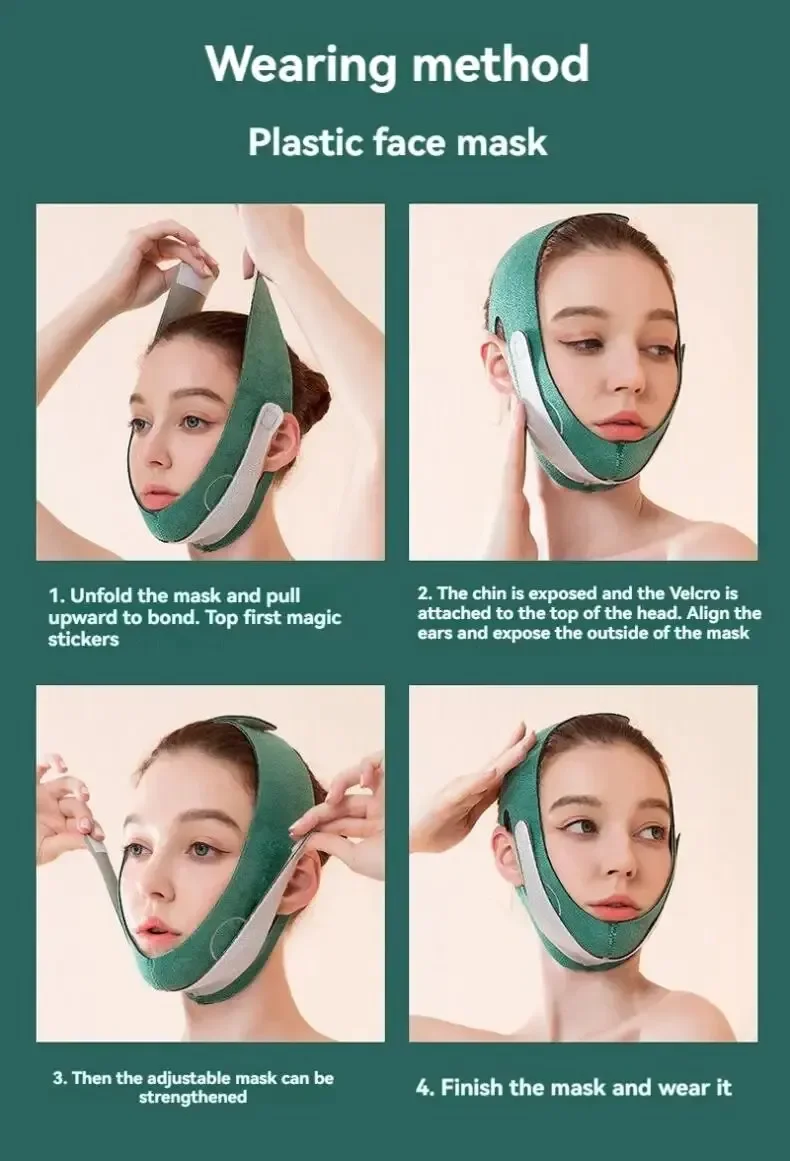 Wearing method
Plastic face mask
1. Unfold the mask and pull
upward to bond. Top first magic
stickers
2. The chin is exposed and the Velcro is
attached to the top of the head. Align the
ears and expose the outside of the mask
3. Then the adjustable mask can be
strengthened
4. Finish the mask and wear it